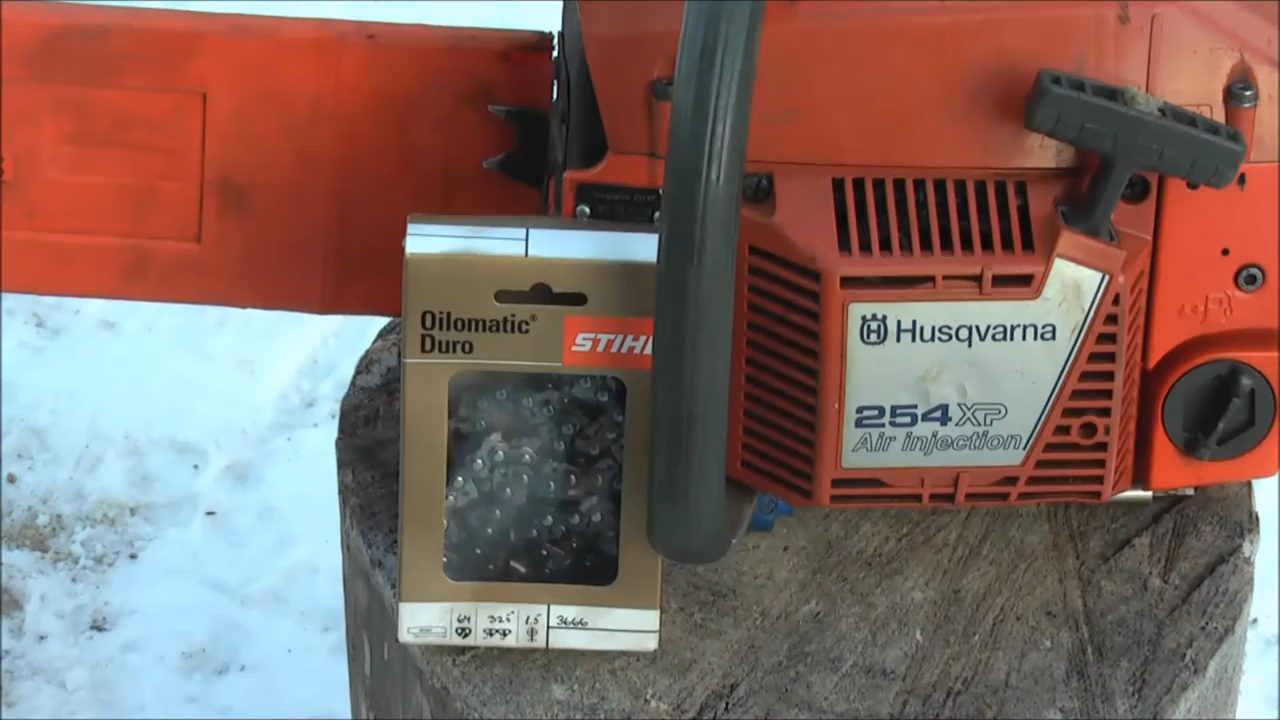 Oilomatic®
Duro
STIHL
64 325" 1.5 3666
Husqvarna
254XP
Air injection